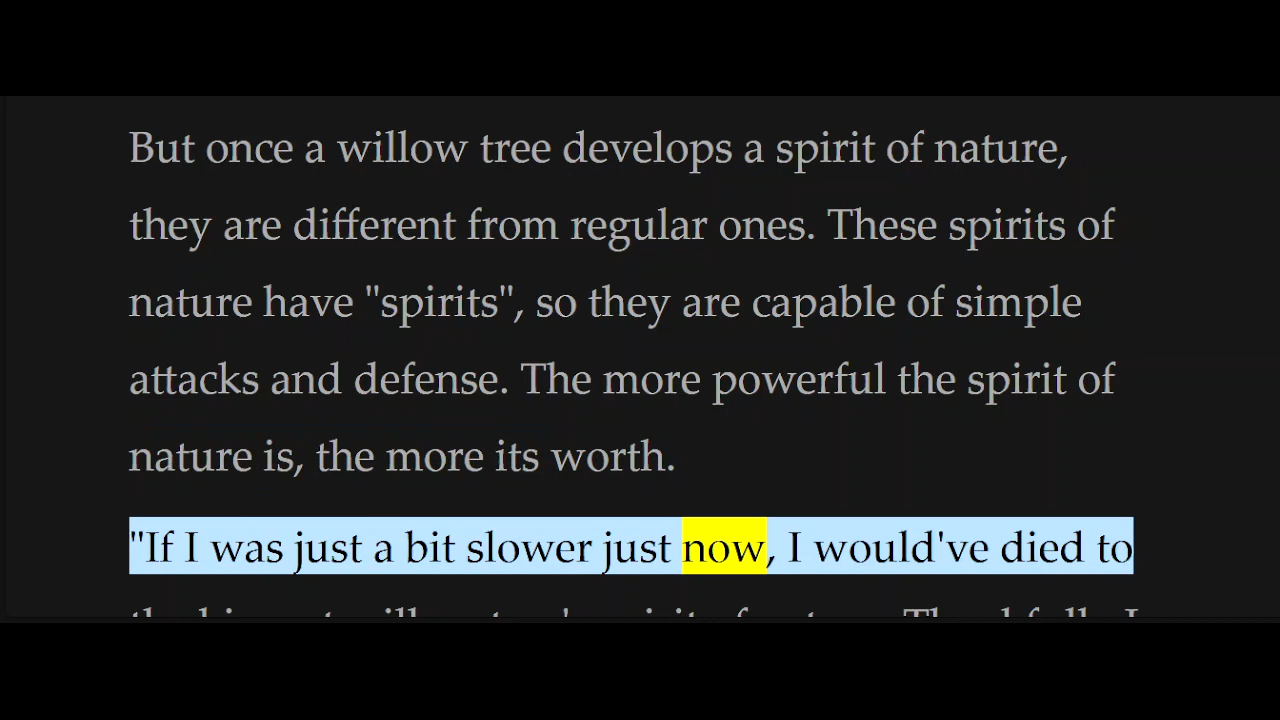 But once a willow tree develops a spirit of nature,
they are different from regular ones. These spirits of
nature have "spirits", so they are capable of simple
attacks and defense. The more powerful the spirit of
nature is, the more its worth.
"If I was just a bit slower just now, I would've died to